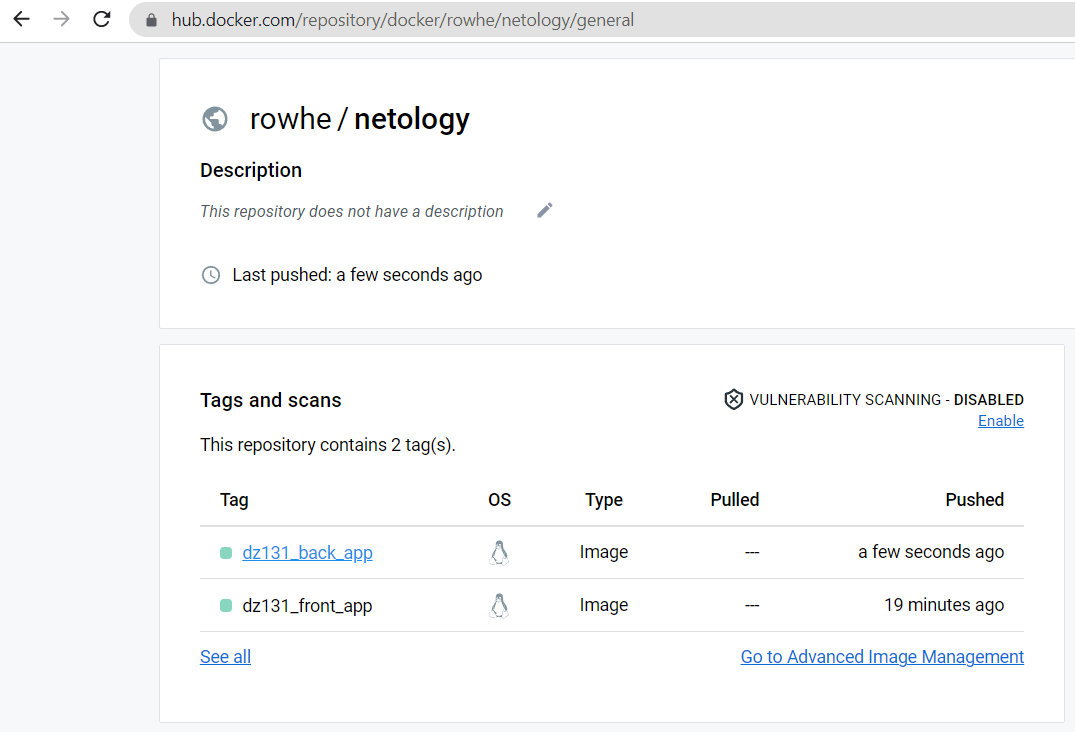 hub.docker.com/repository/docker/rowhe/netology/general
rowhe / netology
Description
This repository does not have a description
Last pushed: a few seconds ago
Tags and scans
VULNERABILITY SCANNING - DISABLED
Enable
This repository contains 2 tag(s).
Tag OS Type Pulled Pushed
dz131_back_app Image --- a few seconds ago
dz131_front_app Image --- 19 minutes ago
See all Go to Advanced Image Management